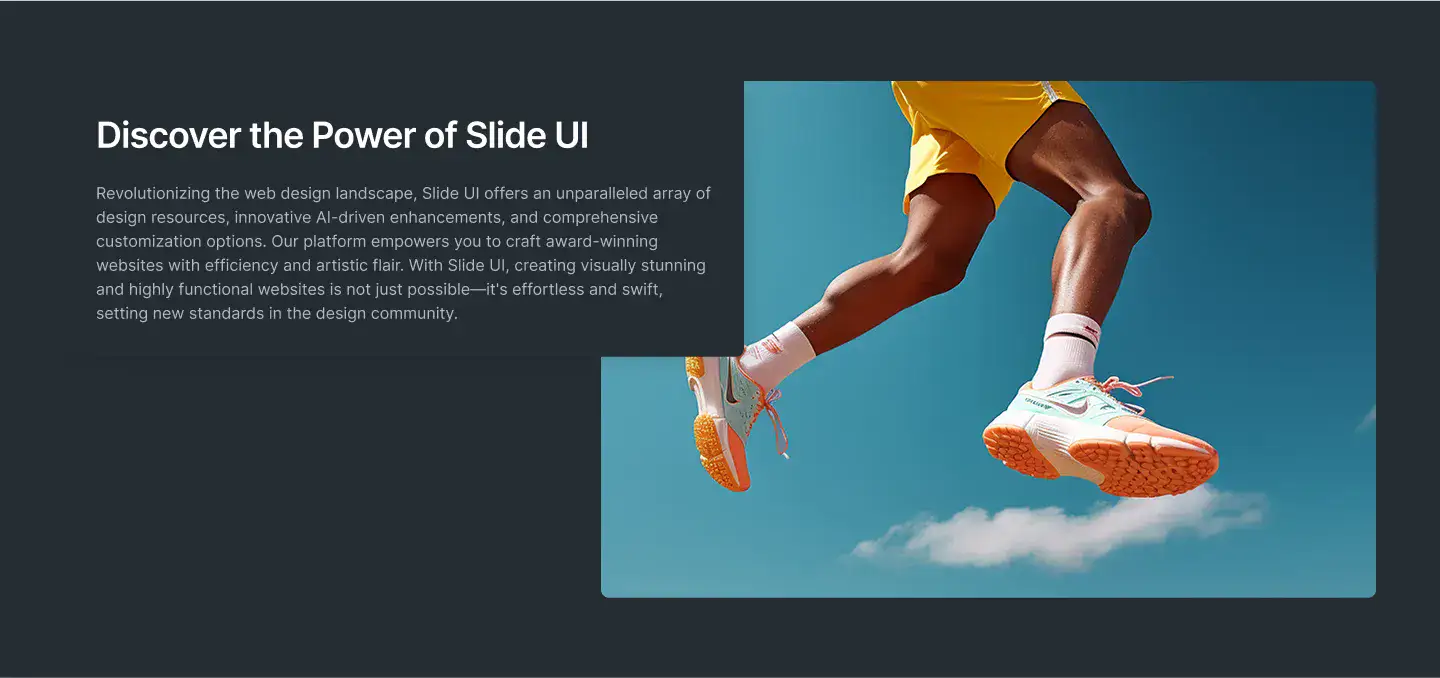 Discover the Power of Slide UI
Revolutionizing the web design landscape, Slide UI offers an unparalleled array of
design resources, innovative AI-driven enhancements, and comprehensive
customization options. Our platform empowers you to craft award-winning
websites with efficiency and artistic flair. With Slide UI, creating visually stunning
and highly functional websites is not just possible—it's effortless and swift,
setting new standards in the design community.